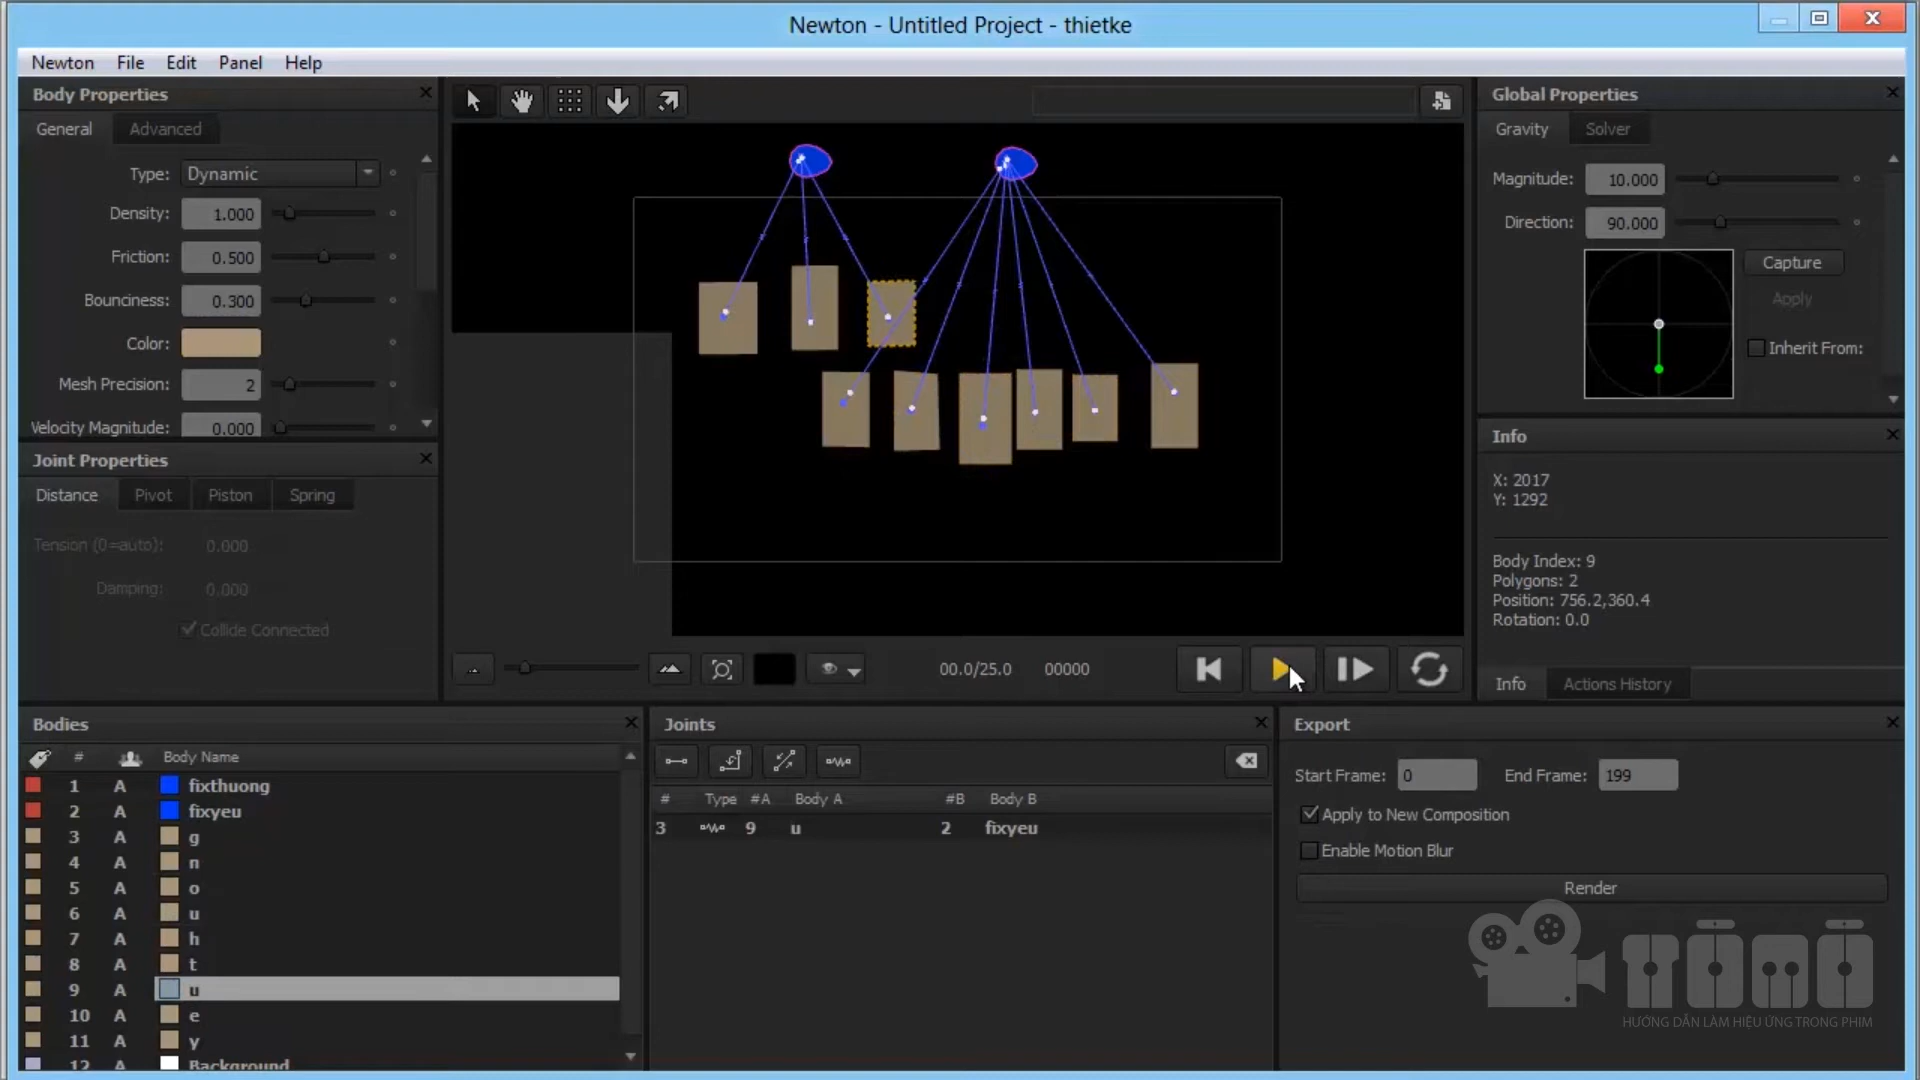 Newton - Untitled Project - thietke
Newton File Edit Panel Help
Body Properties
General Advanced
Type: Dynamic
Density: 1.000
Friction: 0.500
Bounciness: 0.300
Color:
Mesh Precision: 2
Velocity Magnitude: 0.000
Joint Properties
Distance Pivot Piston Spring
Tension (0=auto): 0.000
Damping: 0.000
Collide Connected
00.0/25.0 00000
Global Properties
Gravity Solver
Magnitude: 10.000
Direction: 90.000
Capture
Apply
Inherit From:
Info
X: 2017
Y: 1292
Body Index: 9
Polygons: 2
Position: 756.2,360.4
Rotation: 0.0
Info Actions History
Bodies
# Body Name
1 A fixthuong
2 A fixyeu
3 A g
4 A n
5 A o
6 A u
7 A h
8 A t
9 A u
10 A e
11 A y
12 A Background
Joints
# Type #A Body A #B Body B
3 9 u 2 fixyeu
Export
Start Frame: 0 End Frame: 199
Apply to New Composition
Enable Motion Blur
Render
HƯỚNG DẪN LÀM HIỆU ỨNG TRONG PHIM